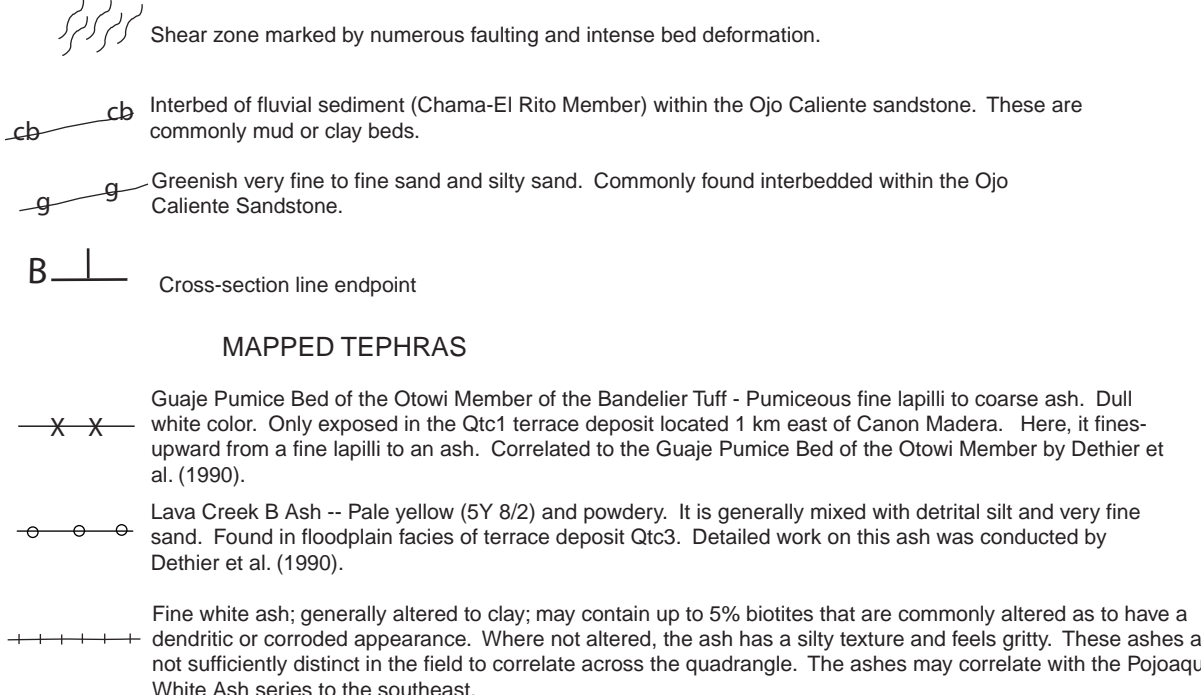 Shear zone marked by numerous faulting and intense bed deformation.
cb cb Interbed of fluvial sediment (Chama-El Rito Member) within the Ojo Caliente sandstone. These are
commonly mud or clay beds.
g g Greenish very fine to fine sand and silty sand. Commonly found interbedded within the Ojo
Caliente Sandstone.
B Cross-section line endpoint
MAPPED TEPHRAS
Guaje Pumice Bed of the Otowi Member of the Bandelier Tuff - Pumiceous fine lapilli to coarse ash. Dull
X X white color. Only exposed in the Qtc1 terrace deposit located 1 km east of Canon Madera. Here, it fines-
upward from a fine lapilli to an ash. Correlated to the Guaje Pumice Bed of the Otowi Member by Dethier et
al. (1990).
Lava Creek B Ash -- Pale yellow (5Y 8/2) and powdery. It is generally mixed with detrital silt and very fine
sand. Found in floodplain facies of terrace deposit Qtc3. Detailed work on this ash was conducted by
Dethier et al. (1990).
Fine white ash; generally altered to clay; may contain up to 5% biotites that are commonly altered as to have a
dendritic or corroded appearance. Where not altered, the ash has a silty texture and feels gritty. These ashes a
not sufficiently distinct in the field to correlate across the quadrangle. The ashes may correlate with the Pojoaqu
White Ash series to the southeast.